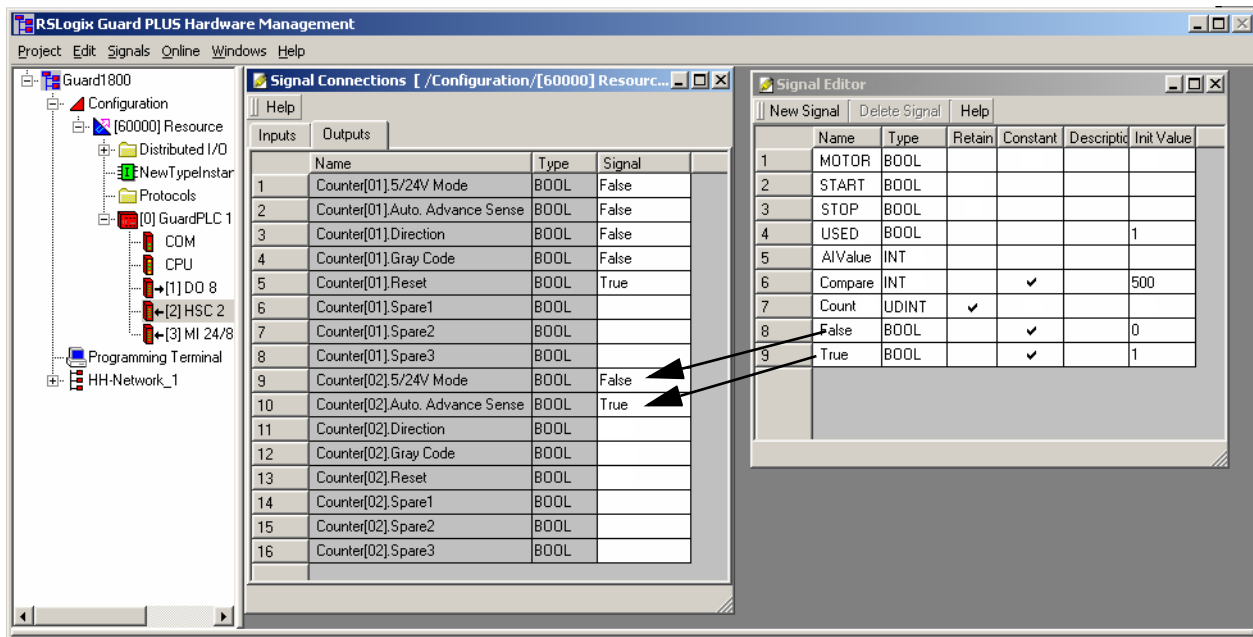 RSLogix Guard PLUS Hardware Management
Project Edit Signals Online Windows Help
Guard1800
Configuration
[60000] Resource
Distributed I/O
NewTypeInstar
Protocols
[0] GuardPLC 1
COM
CPU
[1] DO 8
[2] HSC 2
[3] MI 24/8
Programming Terminal
HH-Network_1
Signal Connections [ /Configuration/[60000] Resourc...
Help
Inputs Outputs
Name Type Signal
1 Counter[01].5/24V Mode BOOL False
2 Counter[01].Auto. Advance Sense BOOL False
3 Counter[01].Direction BOOL False
4 Counter[01].Gray Code BOOL False
5 Counter[01].Reset BOOL True
6 Counter[01].Spare1 BOOL
7 Counter[01].Spare2 BOOL
8 Counter[01].Spare3 BOOL
9 Counter[02].5/24V Mode BOOL False
10 Counter[02].Auto. Advance Sense BOOL True
11 Counter[02].Direction BOOL
12 Counter[02].Gray Code BOOL
13 Counter[02].Reset BOOL
14 Counter[02].Spare1 BOOL
15 Counter[02].Spare2 BOOL
16 Counter[02].Spare3 BOOL
Signal Editor
New Signal Delete Signal Help
Name Type Retain Constant Descriptic Init Value
1 MOTOR BOOL
2 START BOOL
3 STOP BOOL
4 USED BOOL 1
5 AIValue INT
6 Compare INT ✓ 500
7 Count UDINT ✓
8 False BOOL ✓ 0
9 True BOOL ✓ 1